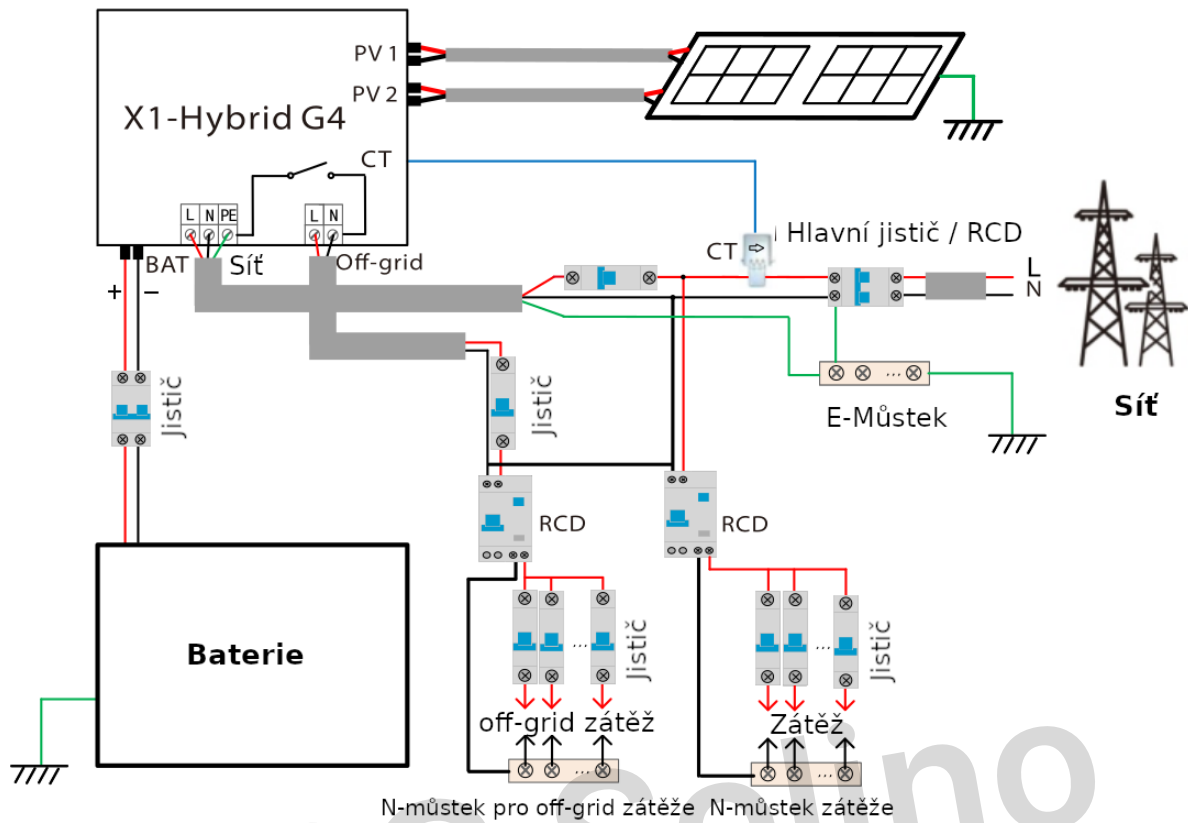 PV 1
PV 2
X1-Hybrid G4
CT
L N PE
L N
BAT
Síť
Off-grid
+
−
CT
Hlavní jistič / RCD
L
N
Jistič
Jistič
...
E-Můstek
Síť
RCD
RCD
Baterie
...
Jistič
...
Jistič
off-grid zátěž
Zátěž
...
...
N-můstek pro off-grid zátěže
N-můstek zátěže
Solino